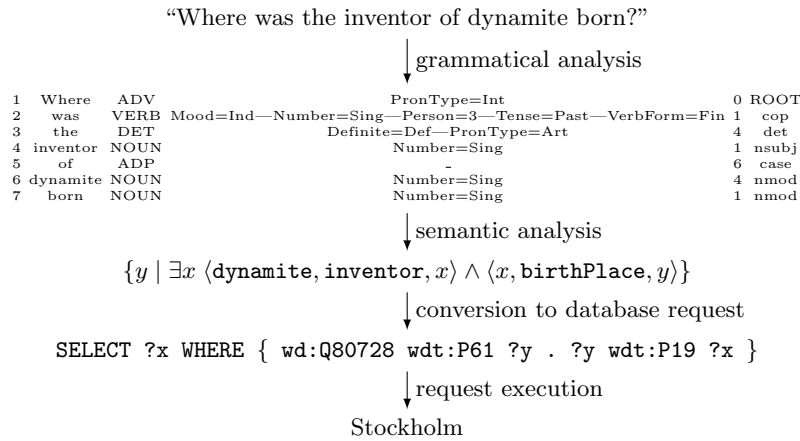 “Where was the inventor of dynamite born?”
grammatical analysis
1 Where ADV PronType=Int 0 ROOT
2 was VERB Mood=Ind—Number=Sing—Person=3—Tense=Past—VerbForm=Fin 1 cop
3 the DET Definite=Def—PronType=Art 4 det
4 inventor NOUN Number=Sing 1 nsubj
5 of ADP - 6 case
6 dynamite NOUN Number=Sing 4 nmod
7 born NOUN Number=Sing 1 nmod
semantic analysis
{y | ∃x ⟨dynamite, inventor, x⟩ ∧ ⟨x, birthPlace, y⟩}
conversion to database request
SELECT ?x WHERE { wd:Q80728 wdt:P61 ?y . ?y wdt:P19 ?x }
request execution
Stockholm